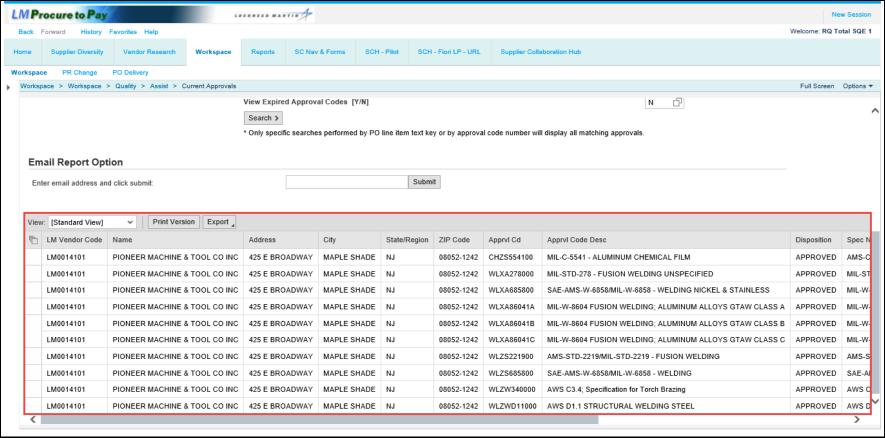 LM Procure to Pay LOCKHEED MARTIN New Session
Back Forward History Favorites Help Welcome: RQ Total SQE 1
Home Supplier Diversity Vendor Research Workspace Reports SC Nav & Forms SCH - Pilot SCH - Fiori LP - URL Supplier Collaboration Hub
Workspace PR Change PO Delivery
Workspace > Workspace > Quality > Assist > Current Approvals Full Screen Options
View Expired Approval Codes [Y/N] N
Search >
* Only specific searches performed by PO line item text key or by approval code number will display all matching approvals.
Email Report Option
Enter email address and click submit: Submit
View: [Standard View] Print Version Export
LM Vendor Code Name Address City State/Region ZIP Code Apprvl Cd Apprvl Code Desc Disposition Spec N
LM0014101 PIONEER MACHINE & TOOL CO INC 425 E BROADWAY MAPLE SHADE NJ 08052-1242 CHZS554100 MIL-C-5541 - ALUMINUM CHEMICAL FILM APPROVED AMS-C
LM0014101 PIONEER MACHINE & TOOL CO INC 425 E BROADWAY MAPLE SHADE NJ 08052-1242 WLXA278000 MIL-STD-278 - FUSION WELDING UNSPECIFIED APPROVED MIL-ST
LM0014101 PIONEER MACHINE & TOOL CO INC 425 E BROADWAY MAPLE SHADE NJ 08052-1242 WLXA685800 SAE-AMS-W-6858/MIL-W-6858 - WELDING NICKEL & STAINLESS APPROVED MIL-W-
LM0014101 PIONEER MACHINE & TOOL CO INC 425 E BROADWAY MAPLE SHADE NJ 08052-1242 WLXA86041A MIL-W-8604 FUSION WELDING; ALUMINUM ALLOYS GTAW CLASS A APPROVED MIL-W-
LM0014101 PIONEER MACHINE & TOOL CO INC 425 E BROADWAY MAPLE SHADE NJ 08052-1242 WLXA86041B MIL-W-8604 FUSION WELDING; ALUMINUM ALLOYS GTAW CLASS B APPROVED MIL-W-
LM0014101 PIONEER MACHINE & TOOL CO INC 425 E BROADWAY MAPLE SHADE NJ 08052-1242 WLXA86041C MIL-W-8604 FUSION WELDING; ALUMINUM ALLOYS GTAW CLASS C APPROVED MIL-W-
LM0014101 PIONEER MACHINE & TOOL CO INC 425 E BROADWAY MAPLE SHADE NJ 08052-1242 WLZS221900 AMS-STD-2219/MIL-STD-2219 - FUSION WELDING APPROVED AMS-S
LM0014101 PIONEER MACHINE & TOOL CO INC 425 E BROADWAY MAPLE SHADE NJ 08052-1242 WLZS685800 SAE-AMS-W-6858/MIL-W-6858 - WELDING APPROVED SAE-AI
LM0014101 PIONEER MACHINE & TOOL CO INC 425 E BROADWAY MAPLE SHADE NJ 08052-1242 WLZW340000 AWS C3.4; Specification for Torch Brazing APPROVED AWS C
LM0014101 PIONEER MACHINE & TOOL CO INC 425 E BROADWAY MAPLE SHADE NJ 08052-1242 WLZWD11000 AWS D1.1 STRUCTURAL WELDING STEEL APPROVED AWS D